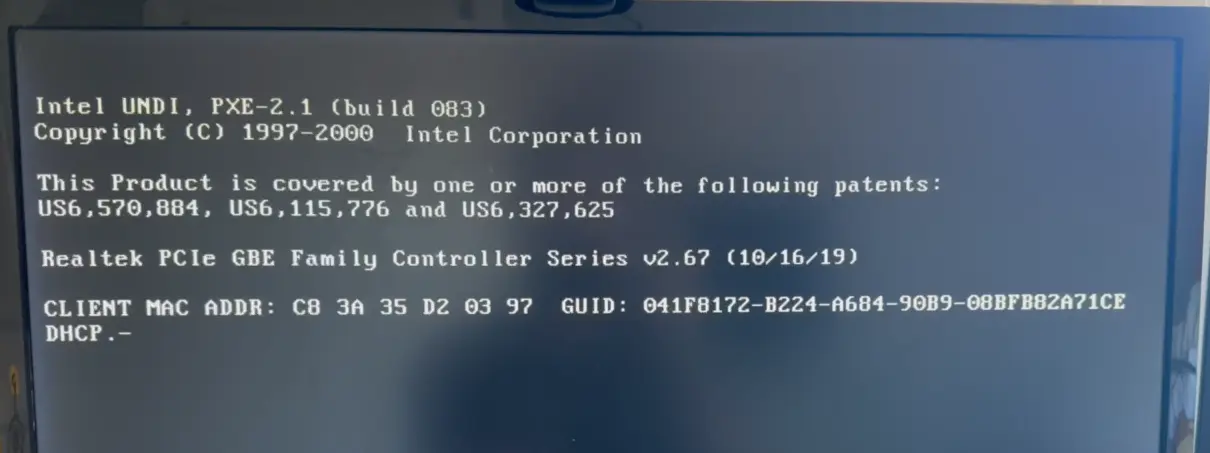 Intel UNDI, PXE-2.1 (build 083)
Copyright (C) 1997-2000  Intel Corporation
This Product is covered by one or more of the following patents:
US6,570,884, US6,115,776 and US6,327,625
Realtek PCIe GBE Family Controller Series v2.67 (10/16/19)
CLIENT MAC ADDR: C8 3A 35 D2 03 97  GUID: 041F8172-B224-A684-90B9-08BFB82A71CE
DHCP.-